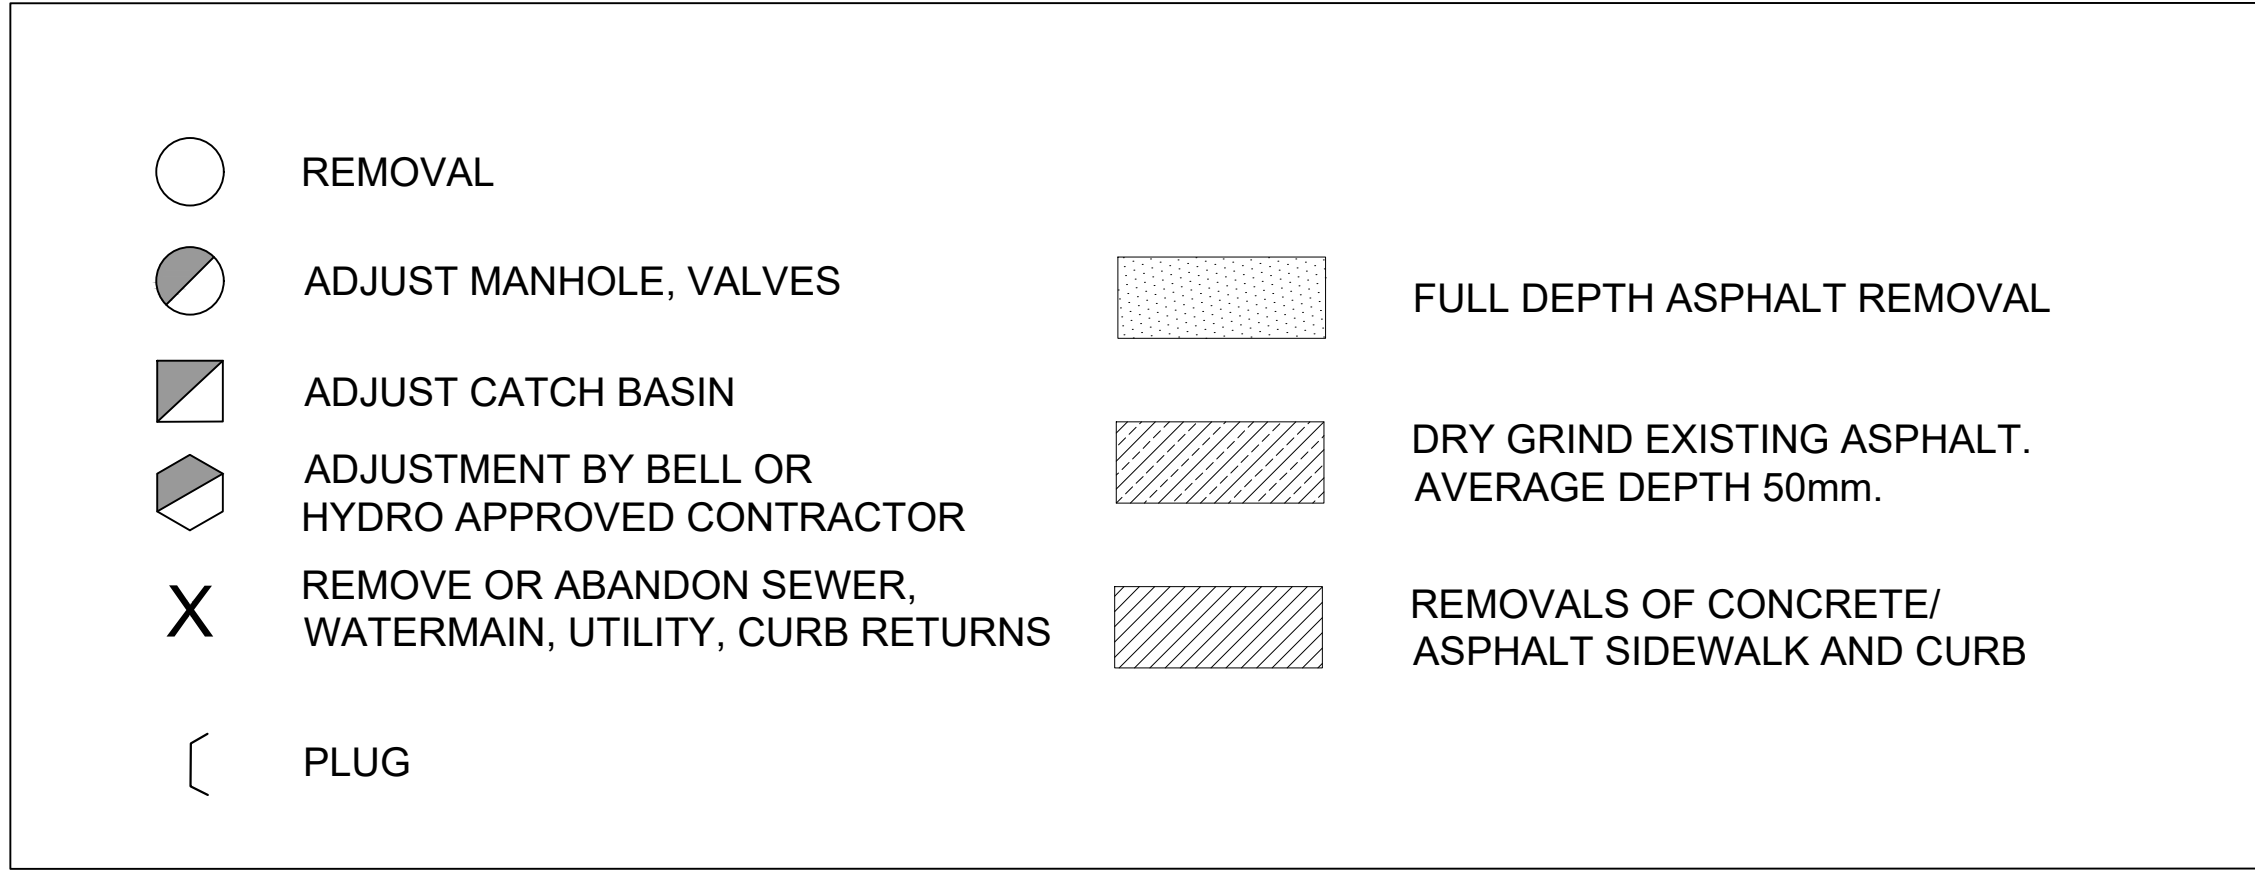 REMOVAL
ADJUST MANHOLE, VALVES
ADJUST CATCH BASIN
ADJUSTMENT BY BELL OR
HYDRO APPROVED CONTRACTOR
X
REMOVE OR ABANDON SEWER,
WATERMAIN, UTILITY, CURB RETURNS
PLUG
FULL DEPTH ASPHALT REMOVAL
DRY GRIND EXISTING ASPHALT.
AVERAGE DEPTH 50mm.
REMOVALS OF CONCRETE/
ASPHALT SIDEWALK AND CURB